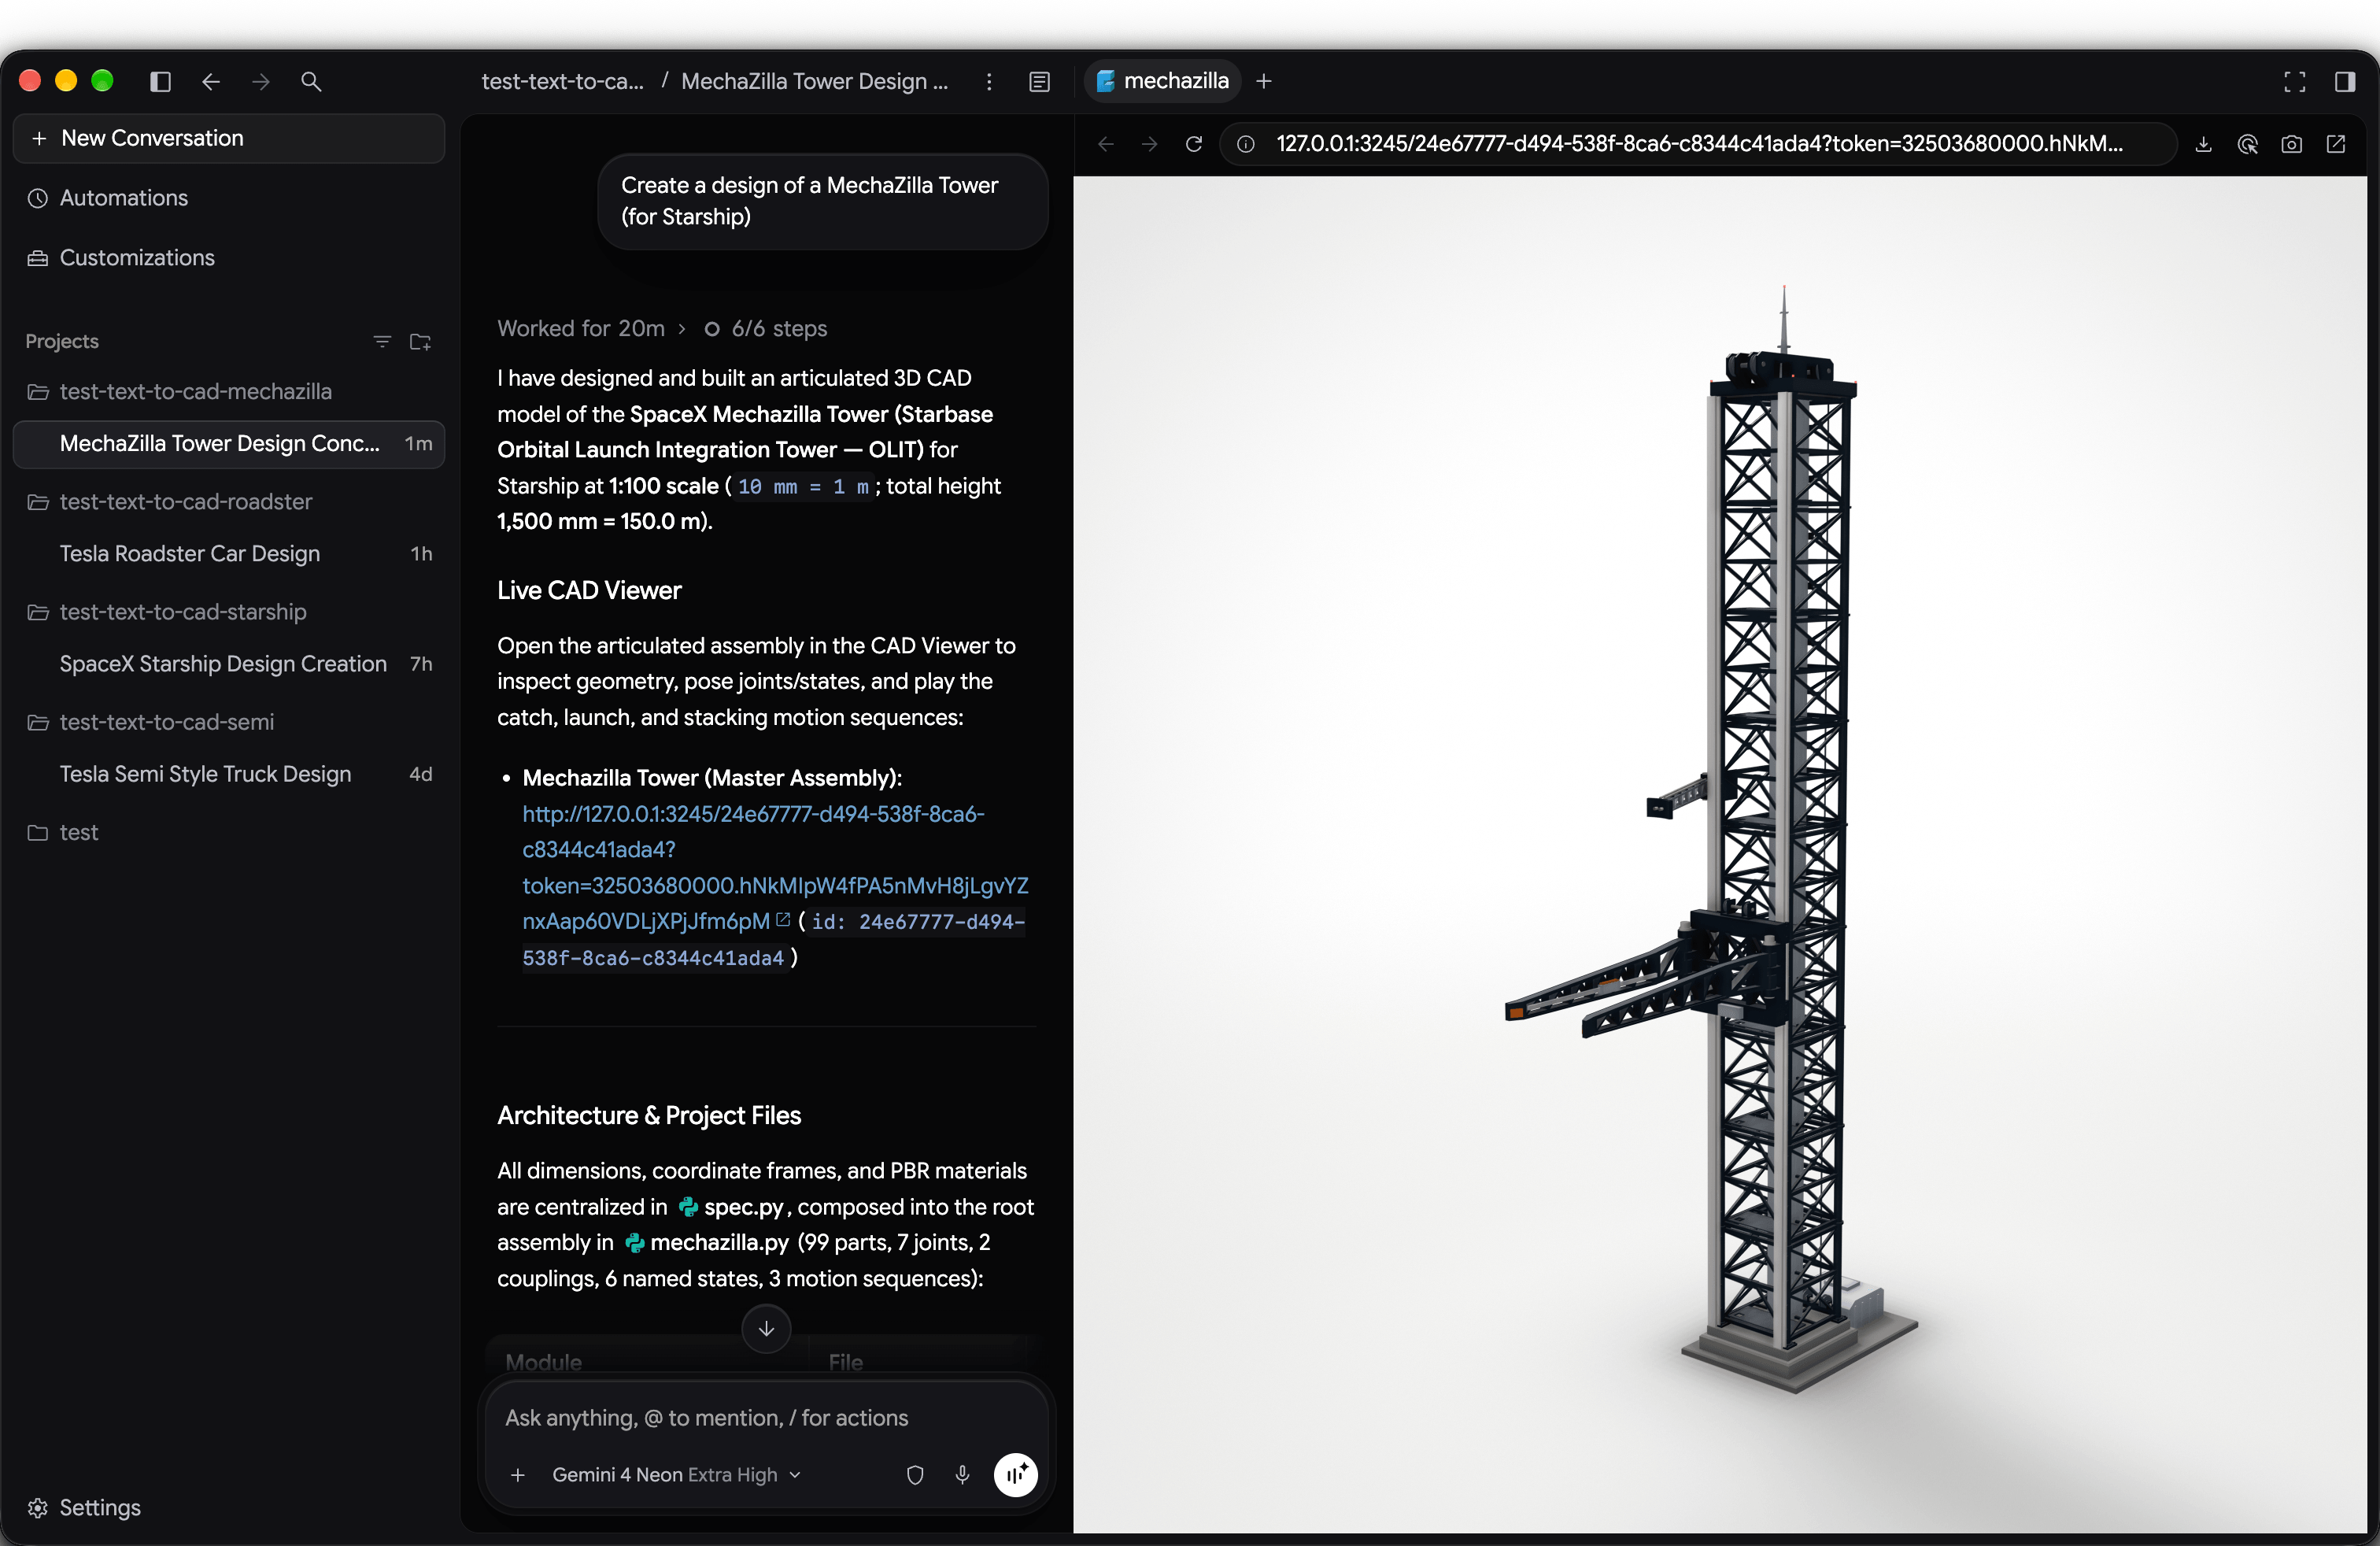 test-text-to-ca... / MechaZilla Tower Design ...
mechazilla
New Conversation
127.0.0.1:3245/24e67777-d494-538f-8ca6-c8344c41ada4?token=32503680000.hNkM...
Automations
Customizations
Projects
test-text-to-cad-mechazilla
MechaZilla Tower Design Conc... 1m
test-text-to-cad-roadster
Tesla Roadster Car Design 1h
test-text-to-cad-starship
SpaceX Starship Design Creation 7h
test-text-to-cad-semi
Tesla Semi Style Truck Design 4d
test
Settings
Create a design of a MechaZilla Tower
(for Starship)
Worked for 20m > 6/6 steps
I have designed and built an articulated 3D CAD
model of the SpaceX Mechazilla Tower (Starbase
Orbital Launch Integration Tower — OLIT) for
Starship at 1:100 scale ( 10 mm = 1 m ; total height
1,500 mm = 150.0 m).
Live CAD Viewer
Open the articulated assembly in the CAD Viewer to
inspect geometry, pose joints/states, and play the
catch, launch, and stacking motion sequences:
• Mechazilla Tower (Master Assembly):
http://127.0.0.1:3245/24e67777-d494-538f-8ca6-
c8344c41ada4?
token=32503680000.hNkMIpW4fPA5nMvH8jLgvYZ
nxAap60VDLjXPjJfm6pM ( id: 24e67777-d494-
538f-8ca6-c8344c41ada4 )
Architecture & Project Files
All dimensions, coordinate frames, and PBR materials
are centralized in spec.py, composed into the root
assembly in mechazilla.py (99 parts, 7 joints, 2
couplings, 6 named states, 3 motion sequences):
Module File
Ask anything, @ to mention, / for actions
Gemini 4 Neon Extra High